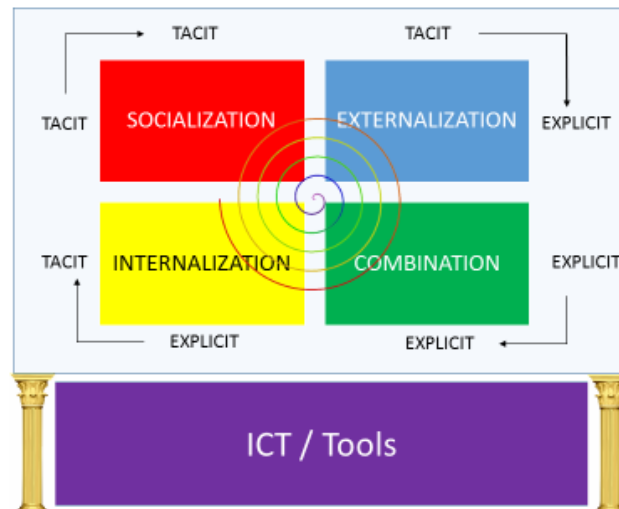 TACIT
TACIT
TACIT
SOCIALIZATION
EXTERNALIZATION
EXPLICIT
TACIT
INTERNALIZATION
COMBINATION
EXPLICIT
EXPLICIT
EXPLICIT
ICT / Tools